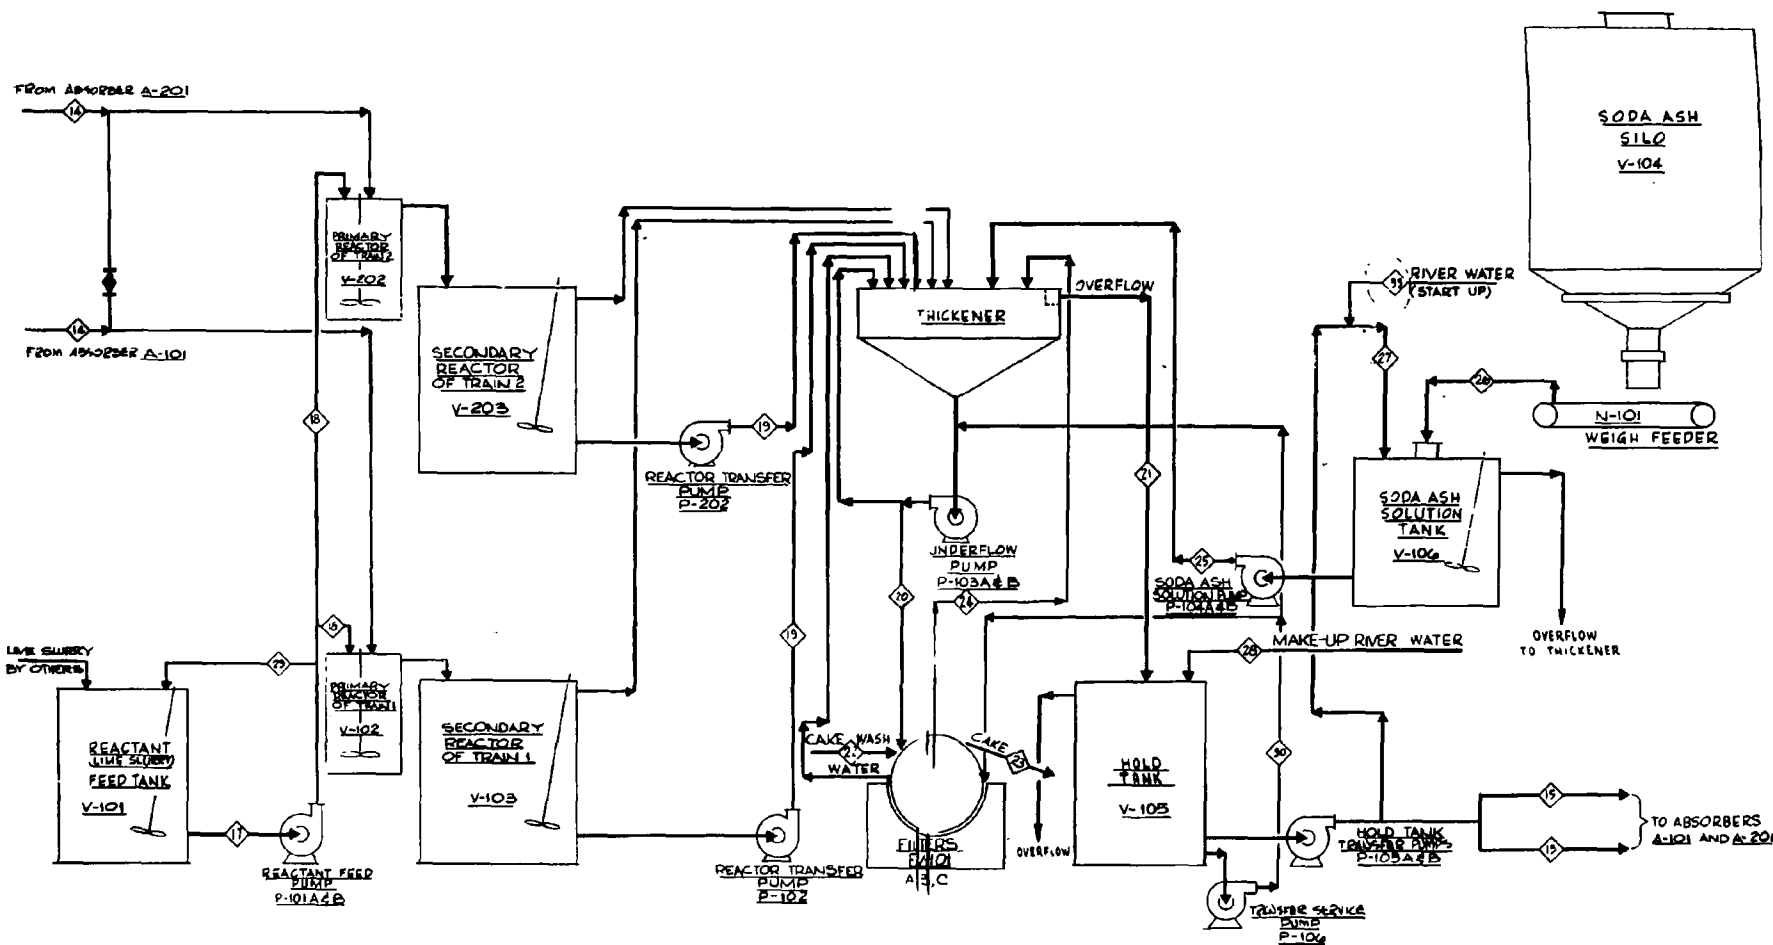 FROM ABSORBER A-201
14
14
FROM ABSORBER A-101
18
18
LIME SLURRY
BY OTHERS
29
REACTANT
(LIME SLURRY)
FEED TANK
V-101
17
REACTANT FEED
PUMP
P-101A&B
PRIMARY
REACTOR
OF TRAIN 2
V-202
PRIMARY
REACTOR
OF TRAIN 1
V-102
SECONDARY
REACTOR
OF TRAIN 2
V-203
SECONDARY
REACTOR
OF TRAIN 1
V-103
19
REACTOR TRANSFER
PUMP
P-202
19
REACTOR TRANSFER
PUMP
P-102
THICKENER
OVERFLOW
21
UNDERFLOW
PUMP
P-103A&B
20
24
CAKE WASH
WATER
CAKE
23
FILTERS
F-101
A,B,C
25
SODA ASH
SOLUTION PUMP
P-104A&B
MAKE-UP RIVER WATER
28
HOLD
TANK
V-105
OVERFLOW
30
TRANSFER SERVICE
PUMP
P-106
HOLD TANK
TRANSFER PUMPS
P-105A&B
15
15
TO ABSORBERS
A-101 AND A-201
RIVER WATER
(START UP)
27
26
SODA ASH
SILO
V-104
N-101
WEIGH FEEDER
SODA ASH
SOLUTION
TANK
V-106
OVERFLOW
TO THICKENER